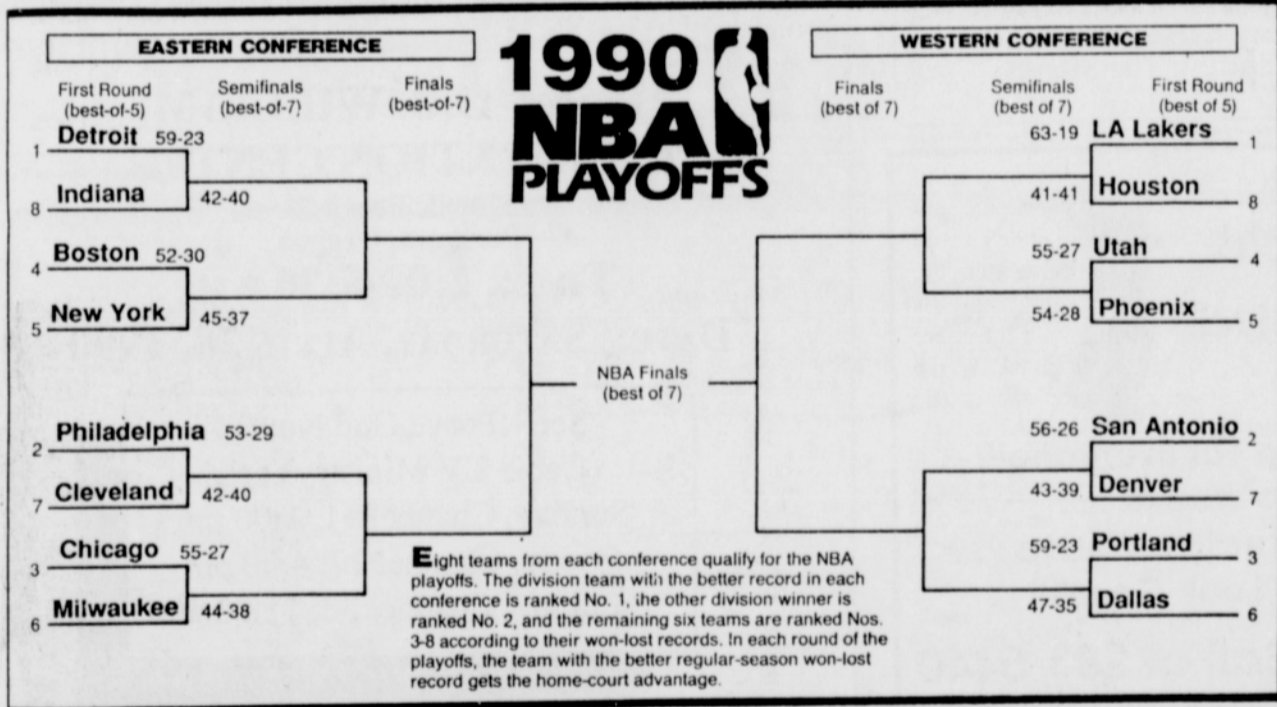 EASTERN CONFERENCE
First Round
(best-of-5)
Semifinals
(best-of-7)
Finals
(best-of-7)
1 Detroit 59-23
8 Indiana 42-40
4 Boston 52-30
5 New York 45-37
2 Philadelphia 53-29
7 Cleveland 42-40
3 Chicago 55-27
6 Milwaukee 44-38
1990
NBA
PLAYOFFS
NBA Finals
(best of 7)
WESTERN CONFERENCE
Finals
(best of 7)
Semifinals
(best of 7)
First Round
(best of 5)
63-19 LA Lakers 1
41-41 Houston 8
55-27 Utah 4
54-28 Phoenix 5
56-26 San Antonio 2
43-39 Denver 7
59-23 Portland 3
47-35 Dallas 6
Eight teams from each conference qualify for the NBA
playoffs. The division team with the better record in each
conference is ranked No. 1, the other division winner is
ranked No. 2, and the remaining six teams are ranked Nos.
3-8 according to their won-lost records. In each round of the
playoffs, the team with the better regular-season won-lost
record gets the home-court advantage.